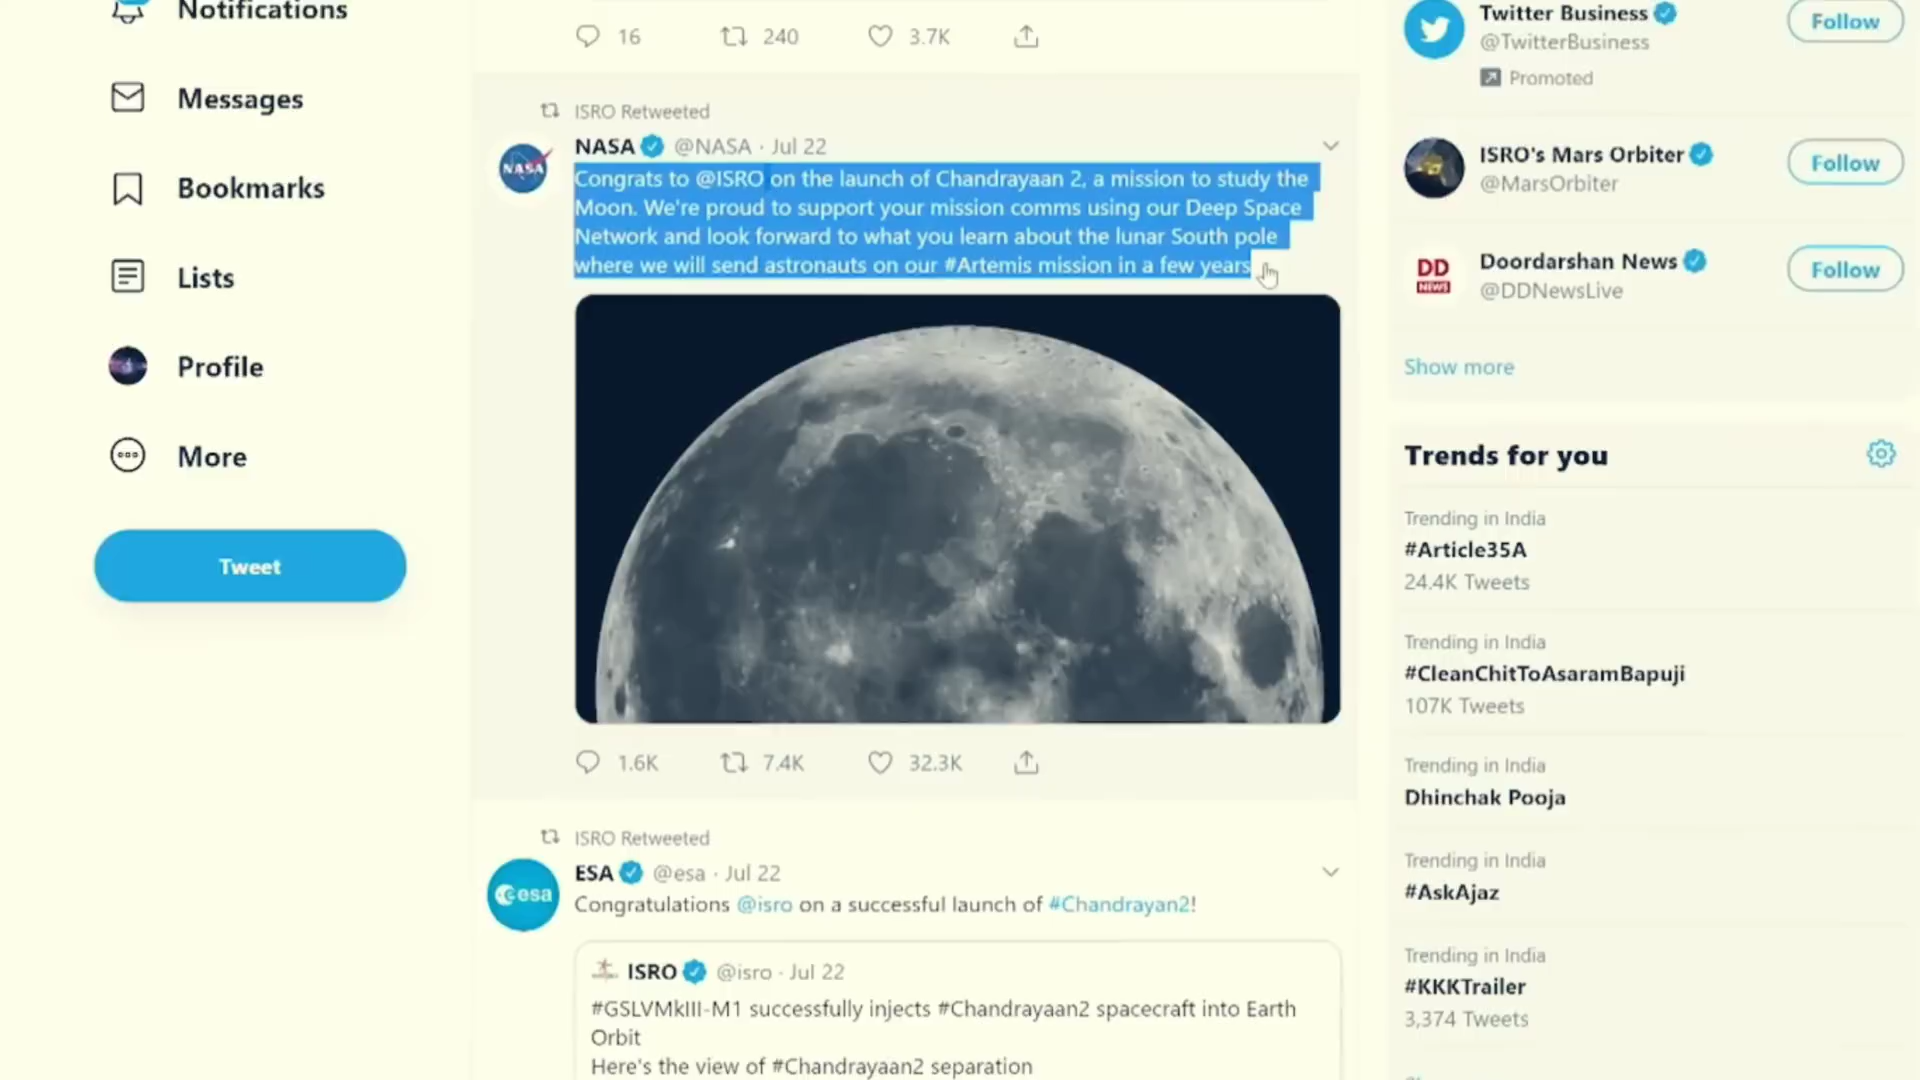 Notifications
Messages
Bookmarks
Lists
Profile
More
Tweet
16 240 3.7K
ISRO Retweeted
NASA @NASA · Jul 22
Congrats to @ISRO on the launch of Chandrayaan 2, a mission to study the
Moon. We're proud to support your mission comms using our Deep Space
Network and look forward to what you learn about the lunar South pole
where we will send astronauts on our #Artemis mission in a few years
NASA
1.6K 7.4K 32.3K
ISRO Retweeted
ESA @esa · Jul 22
Congratulations @isro on a successful launch of #Chandrayan2!
esa
ISRO @isro · Jul 22
#GSLVMkIII-M1 successfully injects #Chandrayaan2 spacecraft into Earth
Orbit
Here's the view of #Chandrayaan2 separation
Twitter Business
@TwitterBusiness
Promoted
Follow
ISRO's Mars Orbiter
@MarsOrbiter
Follow
DD
NEWS
Doordarshan News
@DDNewsLive
Follow
Show more
Trends for you
Trending in India
#Article35A
24.4K Tweets
Trending in India
#CleanChitToAsaramBapuji
107K Tweets
Trending in India
Dhinchak Pooja
Trending in India
#AskAjaz
Trending in India
#KKKTrailer
3,374 Tweets